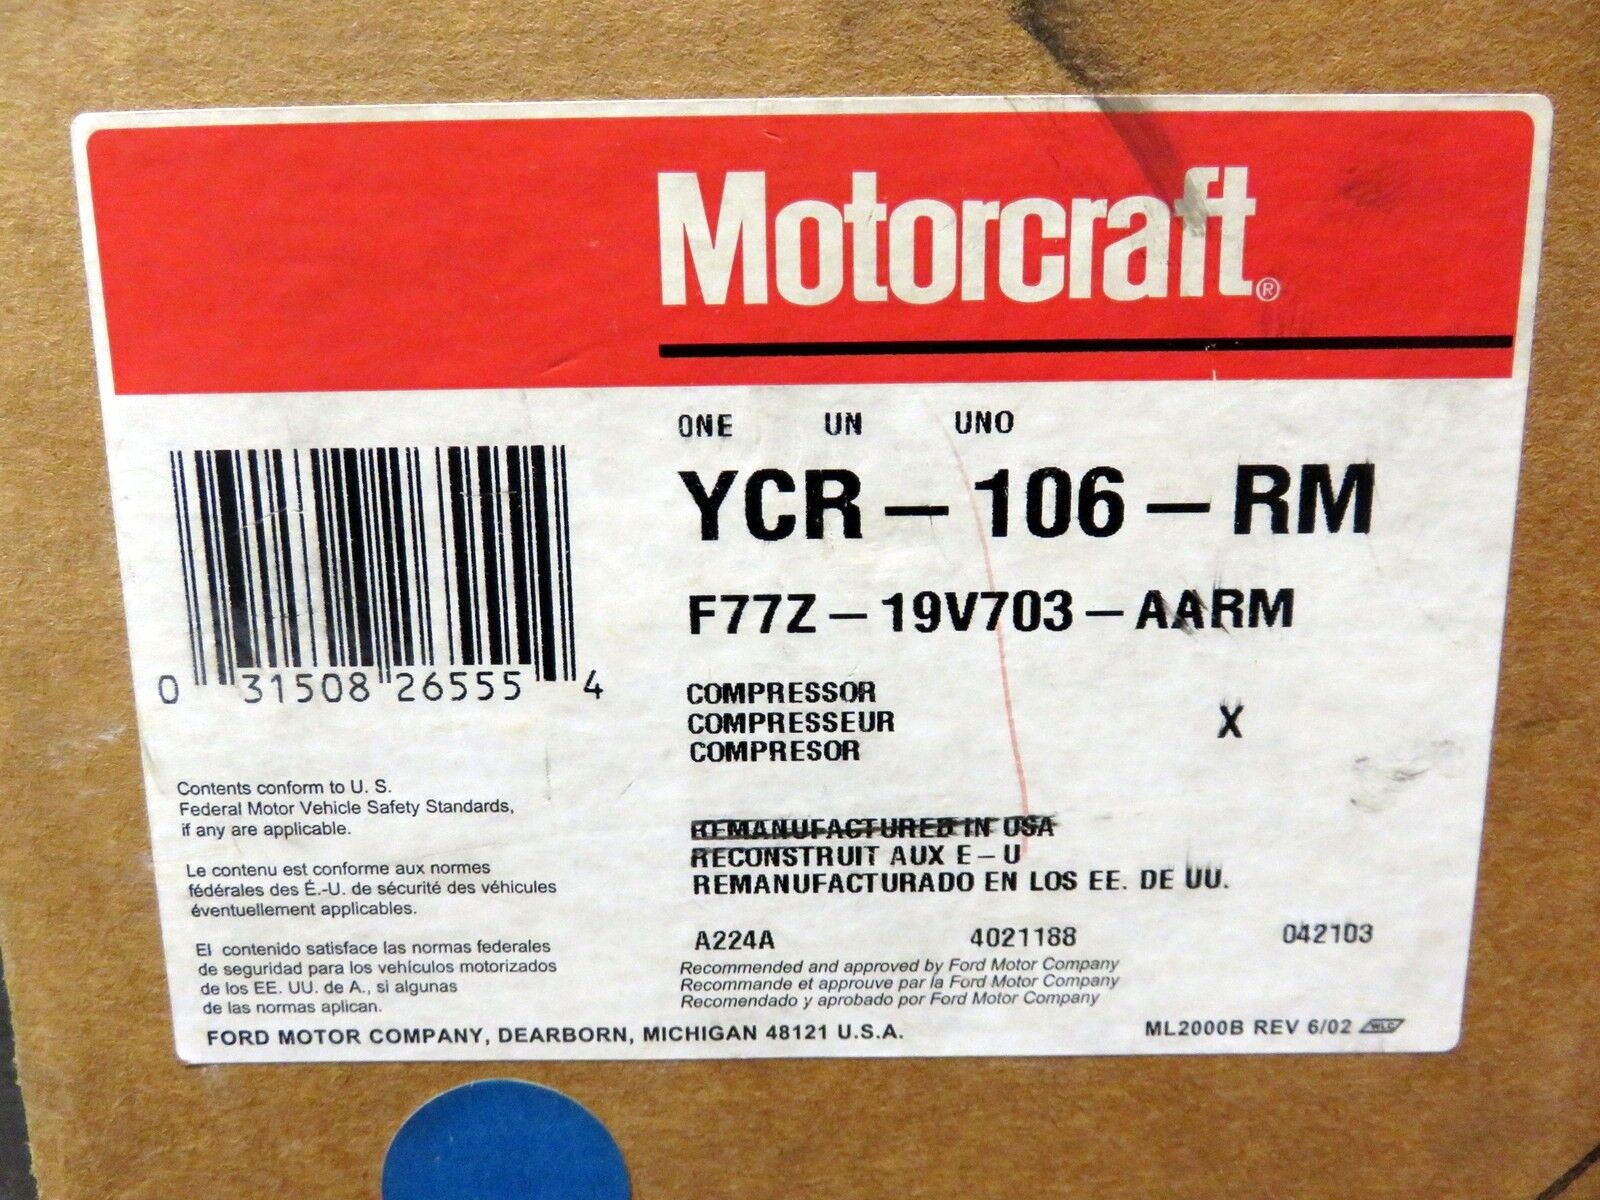 Motorcraft®
ONE UN UNO
YCR-106-RM
F77Z-19V703-AARM
COMPRESSOR
COMPRESSEUR X
COMPRESOR
REMANUFACTURED IN USA
RECONSTRUIT AUX E-U
REMANUFACTURADO EN LOS EE. DE UU.
A224A 4021188 042103
Recommended and approved by Ford Motor Company
Recommande et approuve par la Ford Motor Company
Recomendado y aprobado por Ford Motor Company
0 31508 26555 4
Contents conform to U. S.
Federal Motor Vehicle Safety Standards,
if any are applicable.
Le contenu est conforme aux normes
fédérales des É.-U. de sécurité des véhicules
éventuellement applicables.
El contenido satisface las normas federales
de seguridad para los vehículos motorizados
de los EE. UU. de A., si algunas
de las normas aplican.
FORD MOTOR COMPANY, DEARBORN, MICHIGAN 48121 U.S.A.
ML2000B REV 6/02 WLC